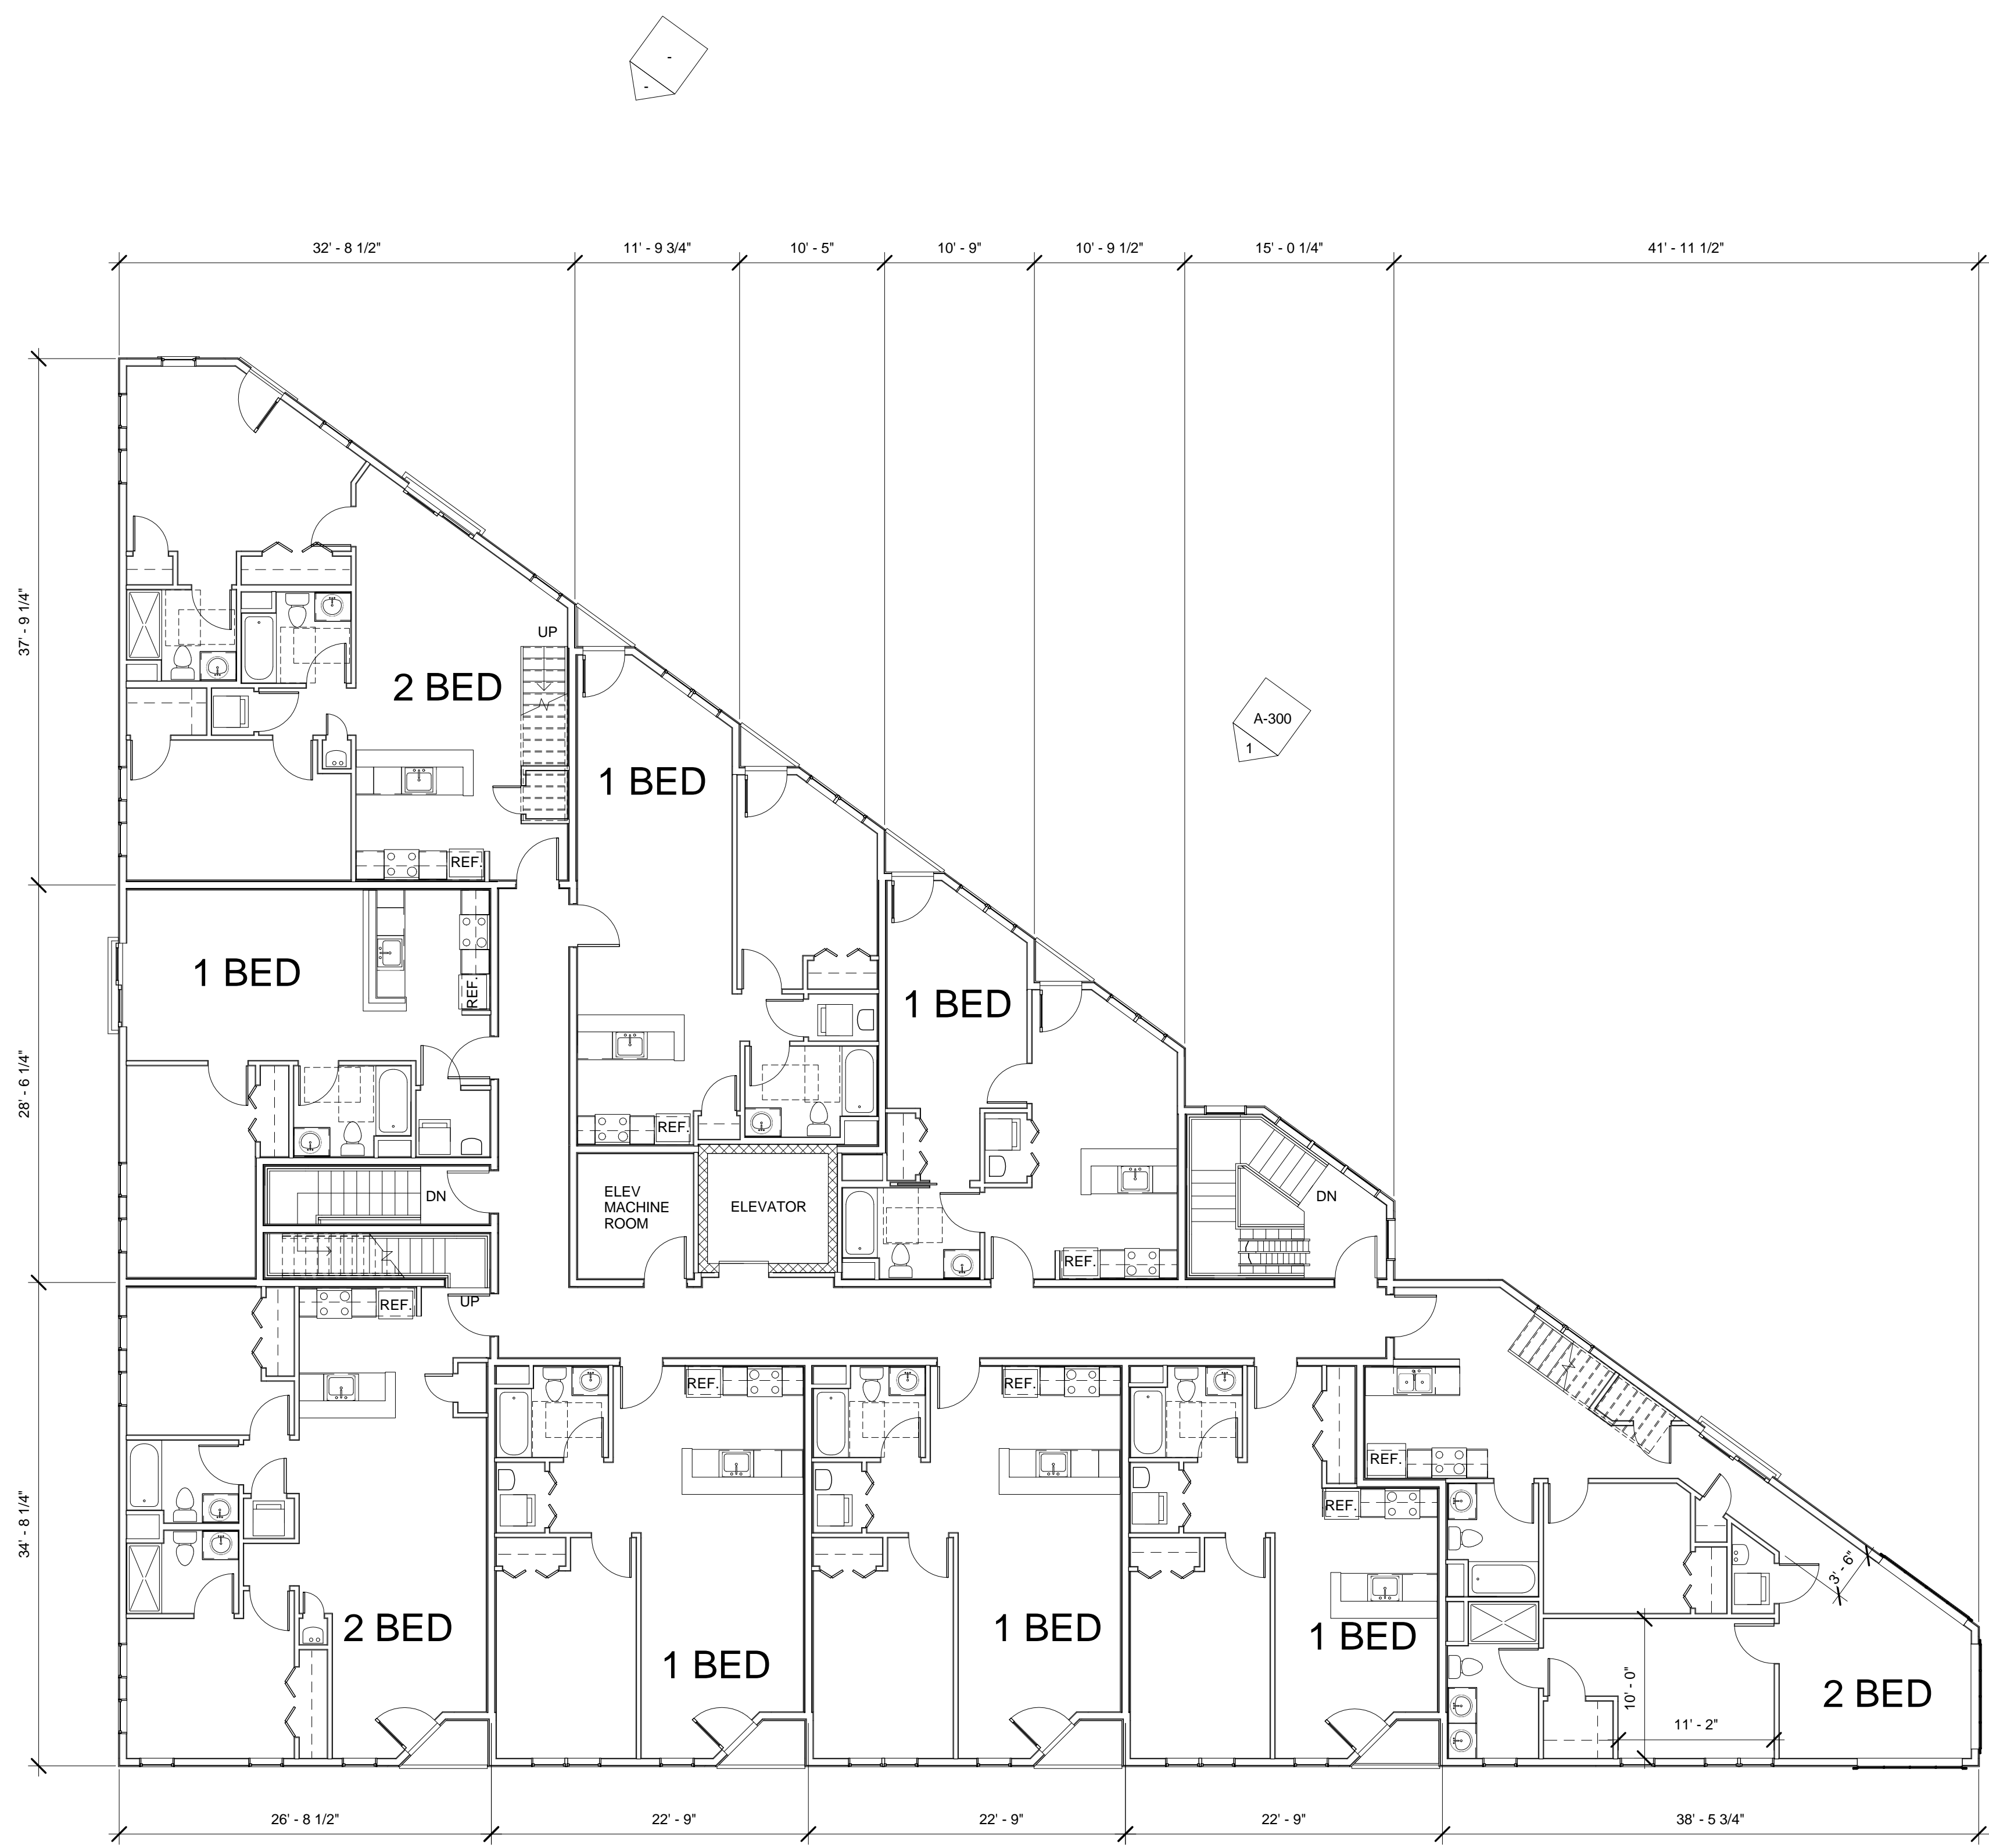 -
-
32' - 8 1/2"
11' - 9 3/4"
10' - 5"
10' - 9"
10' - 9 1/2"
15' - 0 1/4"
41' - 11 1/2"
37' - 9 1/4"
UP
2 BED
A-300
1
1 BED
REF.
1 BED
REF.
1 BED
28' - 6 1/4"
REF.
DN
ELEV
MACHINE
ROOM
ELEVATOR
DN
REF.
REF.
UP
REF.
REF.
REF.
REF.
34' - 8 1/4"
3' - 6"
2 BED
1 BED
1 BED
1 BED
10' - 0"
11' - 2"
2 BED
26' - 8 1/2"
22' - 9"
22' - 9"
22' - 9"
38' - 5 3/4"